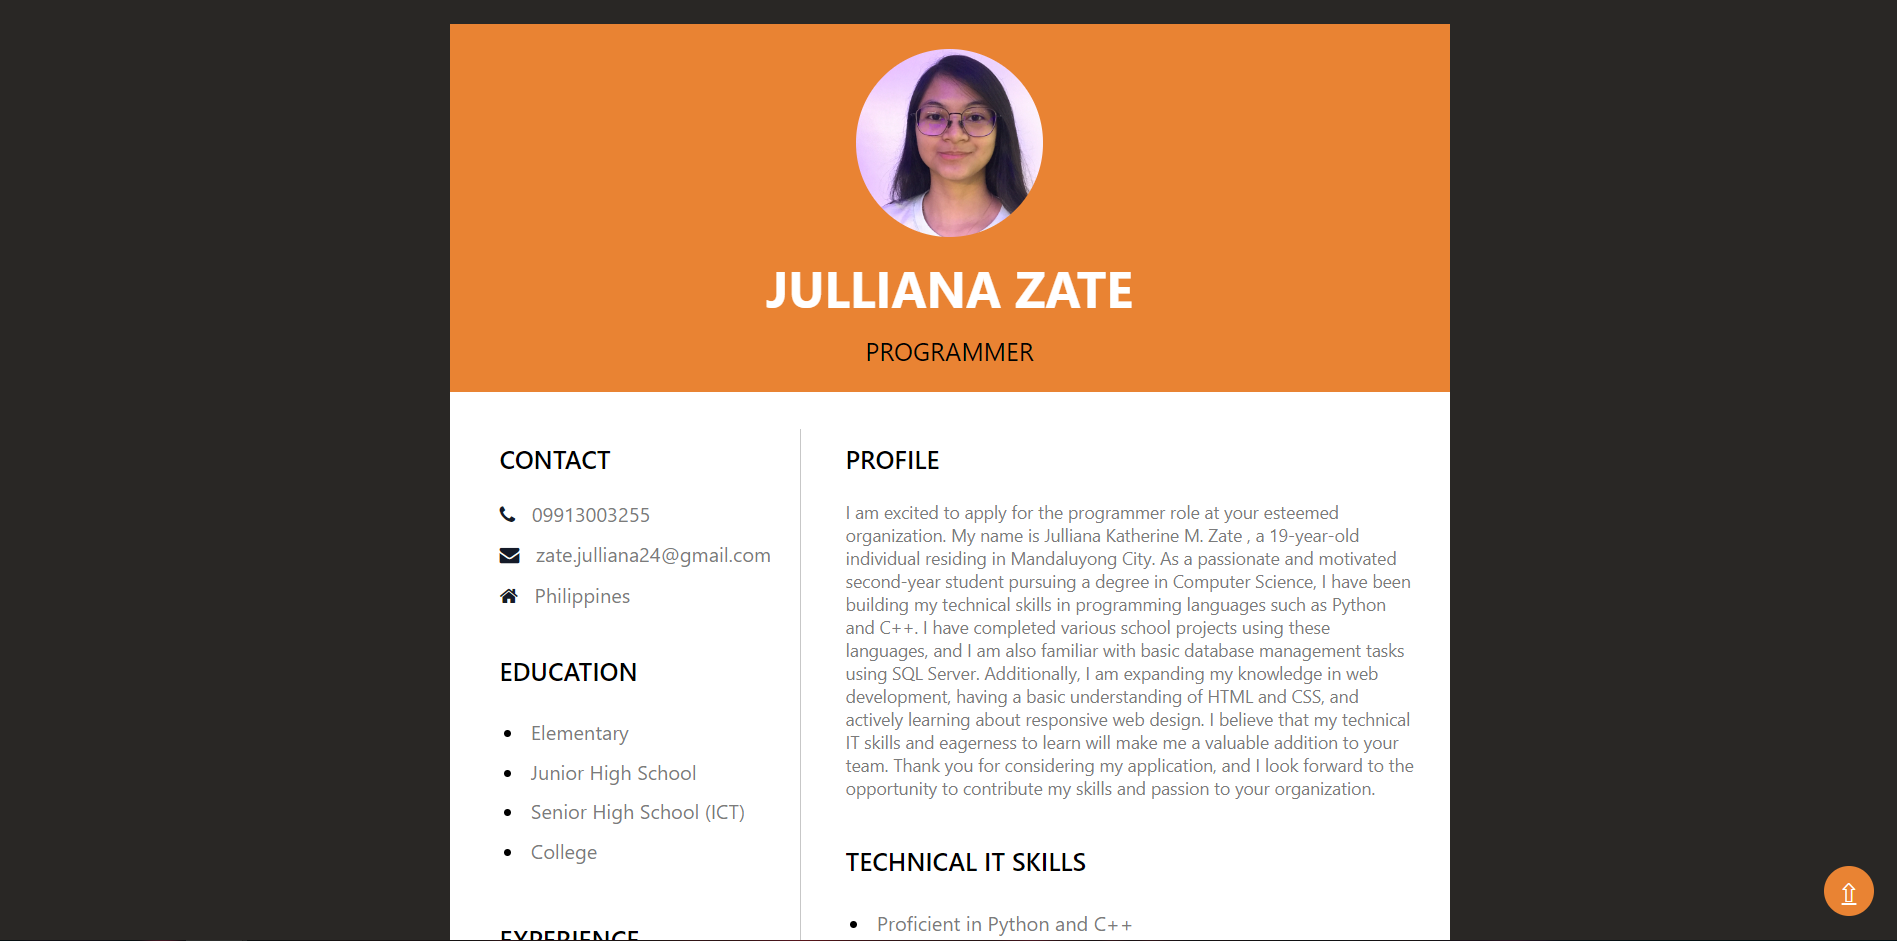 JULLIANA ZATE
PROGRAMMER
CONTACT
09913003255
zate.julliana24@gmail.com
Philippines
EDUCATION
Elementary
Junior High School
Senior High School (ICT)
College
EXPERIENCE
PROFILE
I am excited to apply for the programmer role at your esteemed
organization. My name is Julliana Katherine M. Zate , a 19-year-old
individual residing in Mandaluyong City. As a passionate and motivated
second-year student pursuing a degree in Computer Science, I have been
building my technical skills in programming languages such as Python
and C++. I have completed various school projects using these
languages, and I am also familiar with basic database management tasks
using SQL Server. Additionally, I am expanding my knowledge in web
development, having a basic understanding of HTML and CSS, and
actively learning about responsive web design. I believe that my technical
IT skills and eagerness to learn will make me a valuable addition to your
team. Thank you for considering my application, and I look forward to the
opportunity to contribute my skills and passion to your organization.
TECHNICAL IT SKILLS
Proficient in Python and C++